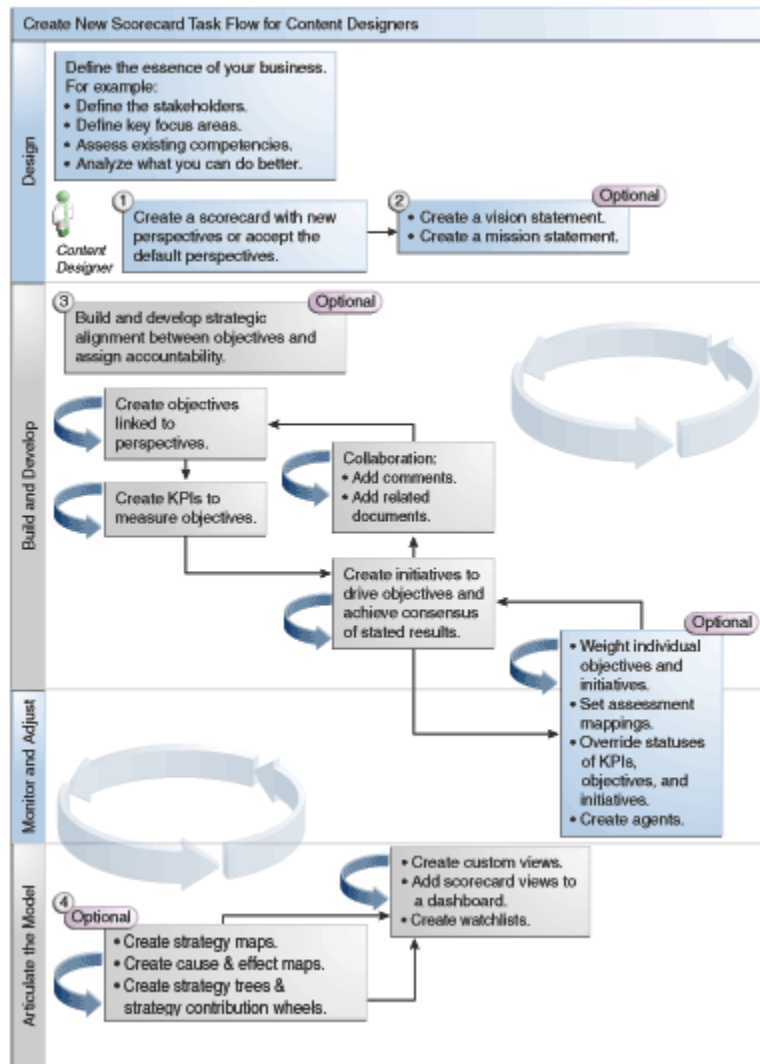 Create New Scorecard Task Flow for Content Designers
Design
Define the essence of your business.
For example:
• Define the stakeholders.
• Define key focus areas.
• Assess existing competencies.
• Analyze what you can do better.
Content
Designer
1
Create a scorecard with new
perspectives or accept the
default perspectives.
2
Optional
• Create a vision statement.
• Create a mission statement.
Build and Develop
3
Optional
Build and develop strategic
alignment between objectives and
assign accountability.
Create objectives
linked to
perspectives.
Create KPIs to
measure objectives.
Collaboration:
• Add comments.
• Add related
documents.
Create initiatives to
drive objectives and
achieve consensus
of stated results.
Optional
• Weight individual
objectives and
initiatives.
• Set assessment
mappings.
• Override statuses
of KPIs,
objectives, and
initiatives.
• Create agents.
Monitor and Adjust
Articulate the Model
• Create custom views.
• Add scorecard views to
a dashboard.
• Create watchlists.
4
Optional
• Create strategy maps.
• Create cause & effect maps.
• Create strategy trees &
strategy contribution wheels.